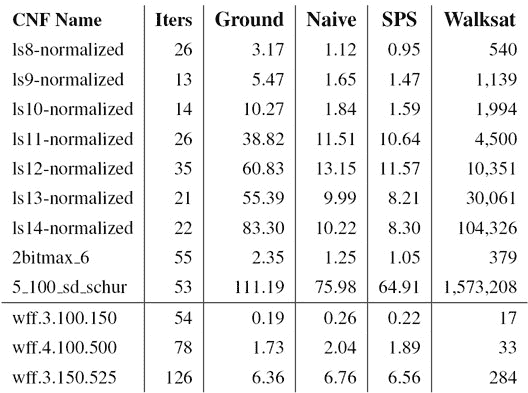 CNF Name Iters Ground Naive SPS Walksat
ls8-normalized 26 3.17 1.12 0.95 540
ls9-normalized 13 5.47 1.65 1.47 1,139
ls10-normalized 14 10.27 1.84 1.59 1,994
ls11-normalized 26 38.82 11.51 10.64 4,500
ls12-normalized 35 60.83 13.15 11.57 10,351
ls13-normalized 21 55.39 9.99 8.21 30,061
ls14-normalized 22 83.30 10.22 8.30 104,326
2bitmax_6 55 2.35 1.25 1.05 379
5_100_sd_schur 53 111.19 75.98 64.91 1,573,208
wff.3.100.150 54 0.19 0.26 0.22 17
wff.4.100.500 78 1.73 2.04 1.89 33
wff.3.150.525 126 6.36 6.76 6.56 284